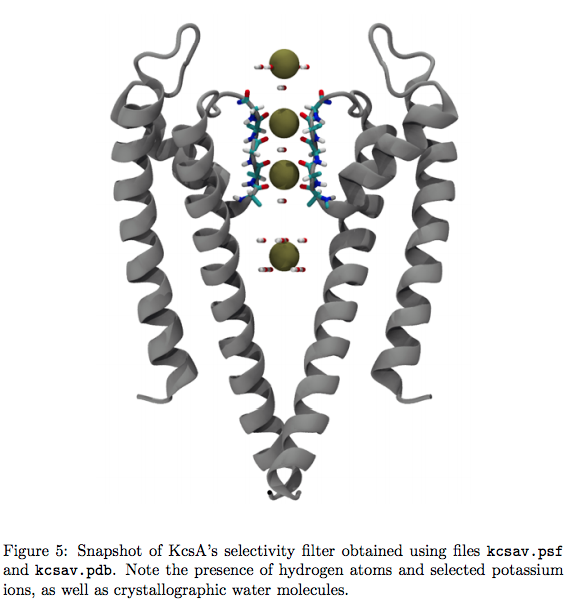 Figure 5: Snapshot of KcsA's selectivity filter obtained using files kcsav.psf
and kcsav.pdb. Note the presence of hydrogen atoms and selected potassium
ions, as well as crystallographic water molecules.